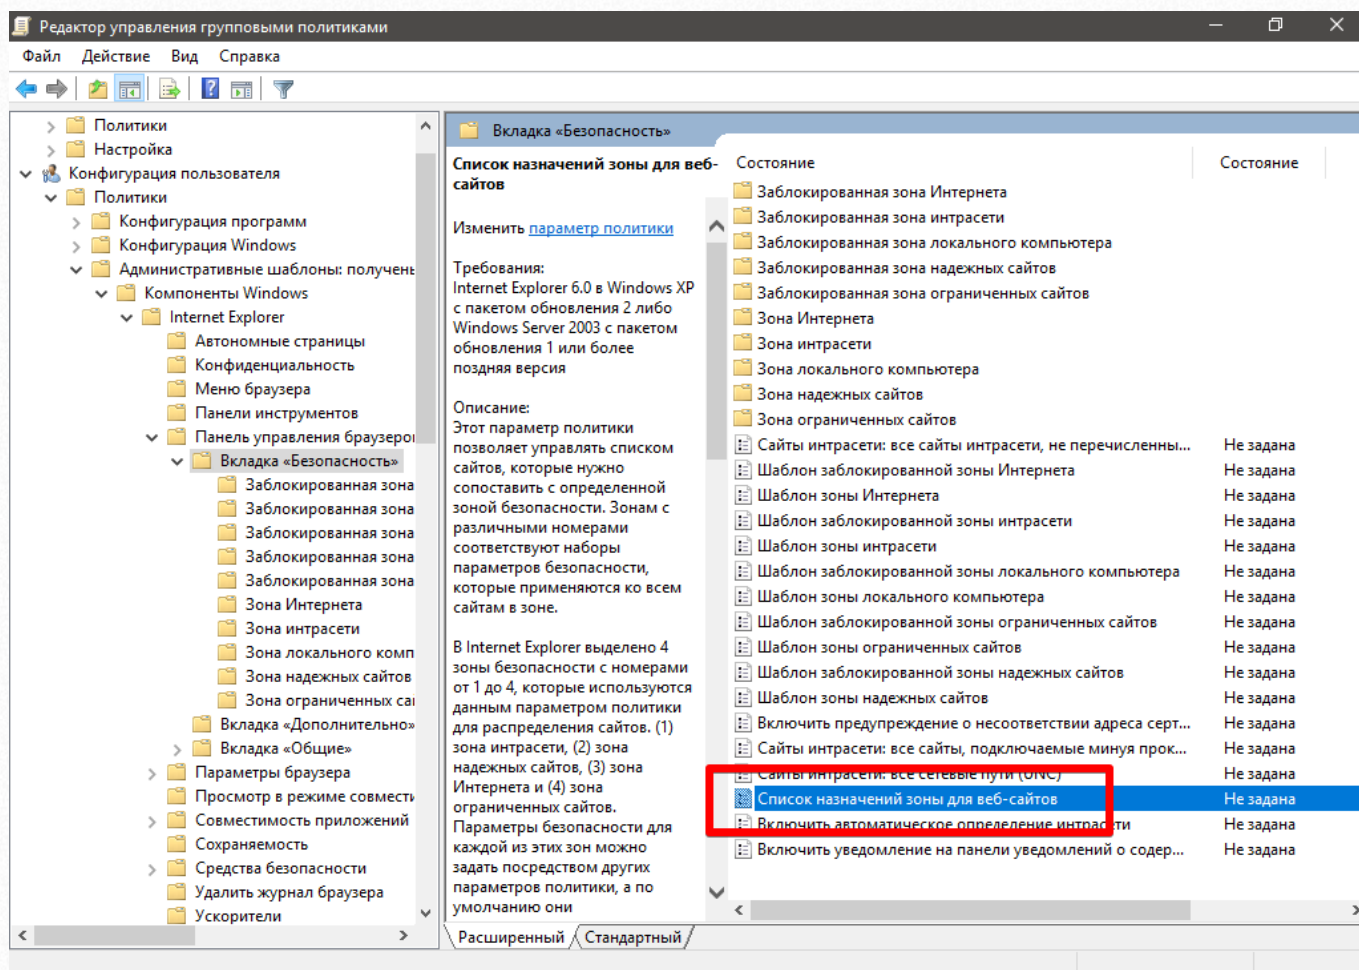 Редактор управления групповыми политиками
Файл Действие Вид Справка
Политики
Настройка
Конфигурация пользователя
Политики
Конфигурация программ
Конфигурация Windows
Административные шаблоны: получень
Компоненты Windows
Internet Explorer
Автономные страницы
Конфиденциальность
Меню браузера
Панели инструментов
Панель управления браузеро
Вкладка «Безопасность»
Заблокированная зона
Заблокированная зона
Заблокированная зона
Заблокированная зона
Заблокированная зона
Зона Интернета
Зона интрасети
Зона локального комп
Зона надежных сайтов
Зона ограниченных са
Вкладка «Дополнительно»
Вкладка «Общие»
Параметры браузера
Просмотр в режиме совмести
Совместимость приложений
Сохраняемость
Средства безопасности
Удалить журнал браузера
Ускорители
Вкладка «Безопасность»
Список назначений зоны для веб-
сайтов
Изменить параметр политики
Требования:
Internet Explorer 6.0 в Windows XP
с пакетом обновления 2 либо
Windows Server 2003 с пакетом
обновления 1 или более
поздняя версия
Описание:
Этот параметр политики
позволяет управлять списком
сайтов, которые нужно
сопоставить с определенной
зоной безопасности. Зонам с
различными номерами
соответствуют наборы
параметров безопасности,
которые применяются ко всем
сайтам в зоне.
В Internet Explorer выделено 4
зоны безопасности с номерами
от 1 до 4, которые используются
данным параметром политики
для распределения сайтов. (1)
зона интрасети, (2) зона
надежных сайтов, (3) зона
Интернета и (4) зона
ограниченных сайтов.
Параметры безопасности для
каждой из этих зон можно
задать посредством других
параметров политики, а по
умолчанию они
Состояние Состояние
Заблокированная зона Интернета
Заблокированная зона интрасети
Заблокированная зона локального компьютера
Заблокированная зона надежных сайтов
Заблокированная зона ограниченных сайтов
Зона Интернета
Зона интрасети
Зона локального компьютера
Зона надежных сайтов
Зона ограниченных сайтов
Сайты интрасети: все сайты интрасети, не перечисленны... Не задана
Шаблон заблокированной зоны Интернета Не задана
Шаблон зоны Интернета Не задана
Шаблон заблокированной зоны интрасети Не задана
Шаблон зоны интрасети Не задана
Шаблон заблокированной зоны локального компьютера Не задана
Шаблон зоны локального компьютера Не задана
Шаблон заблокированной зоны ограниченных сайтов Не задана
Шаблон зоны ограниченных сайтов Не задана
Шаблон заблокированной зоны надежных сайтов Не задана
Шаблон зоны надежных сайтов Не задана
Включить предупреждение о несоответствии адреса серт... Не задана
Сайты интрасети: все сайты, подключаемые минуя прок... Не задана
Сайты интрасети: все сетевые пути (UNC) Не задана
Список назначений зоны для веб-сайтов Не задана
Включить автоматическое определение интрасети Не задана
Включить уведомление на панели уведомлений о содер... Не задана
Расширенный Стандартный